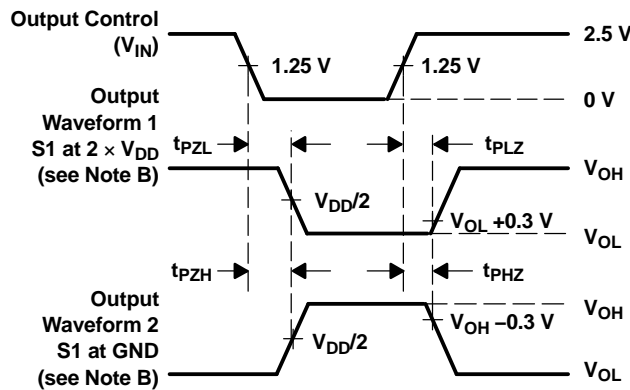 Output Control
(VIN)
2.5 V
1.25 V
1.25 V
0 V
Output
Waveform 1
S1 at 2 × VDD
(see Note B)
tPZL
tPLZ
VOH
VDD/2
VOL +0.3 V
VOL
tPZH
tPHZ
Output
Waveform 2
S1 at GND
(see Note B)
VOH
VOH –0.3 V
VDD/2
VOL